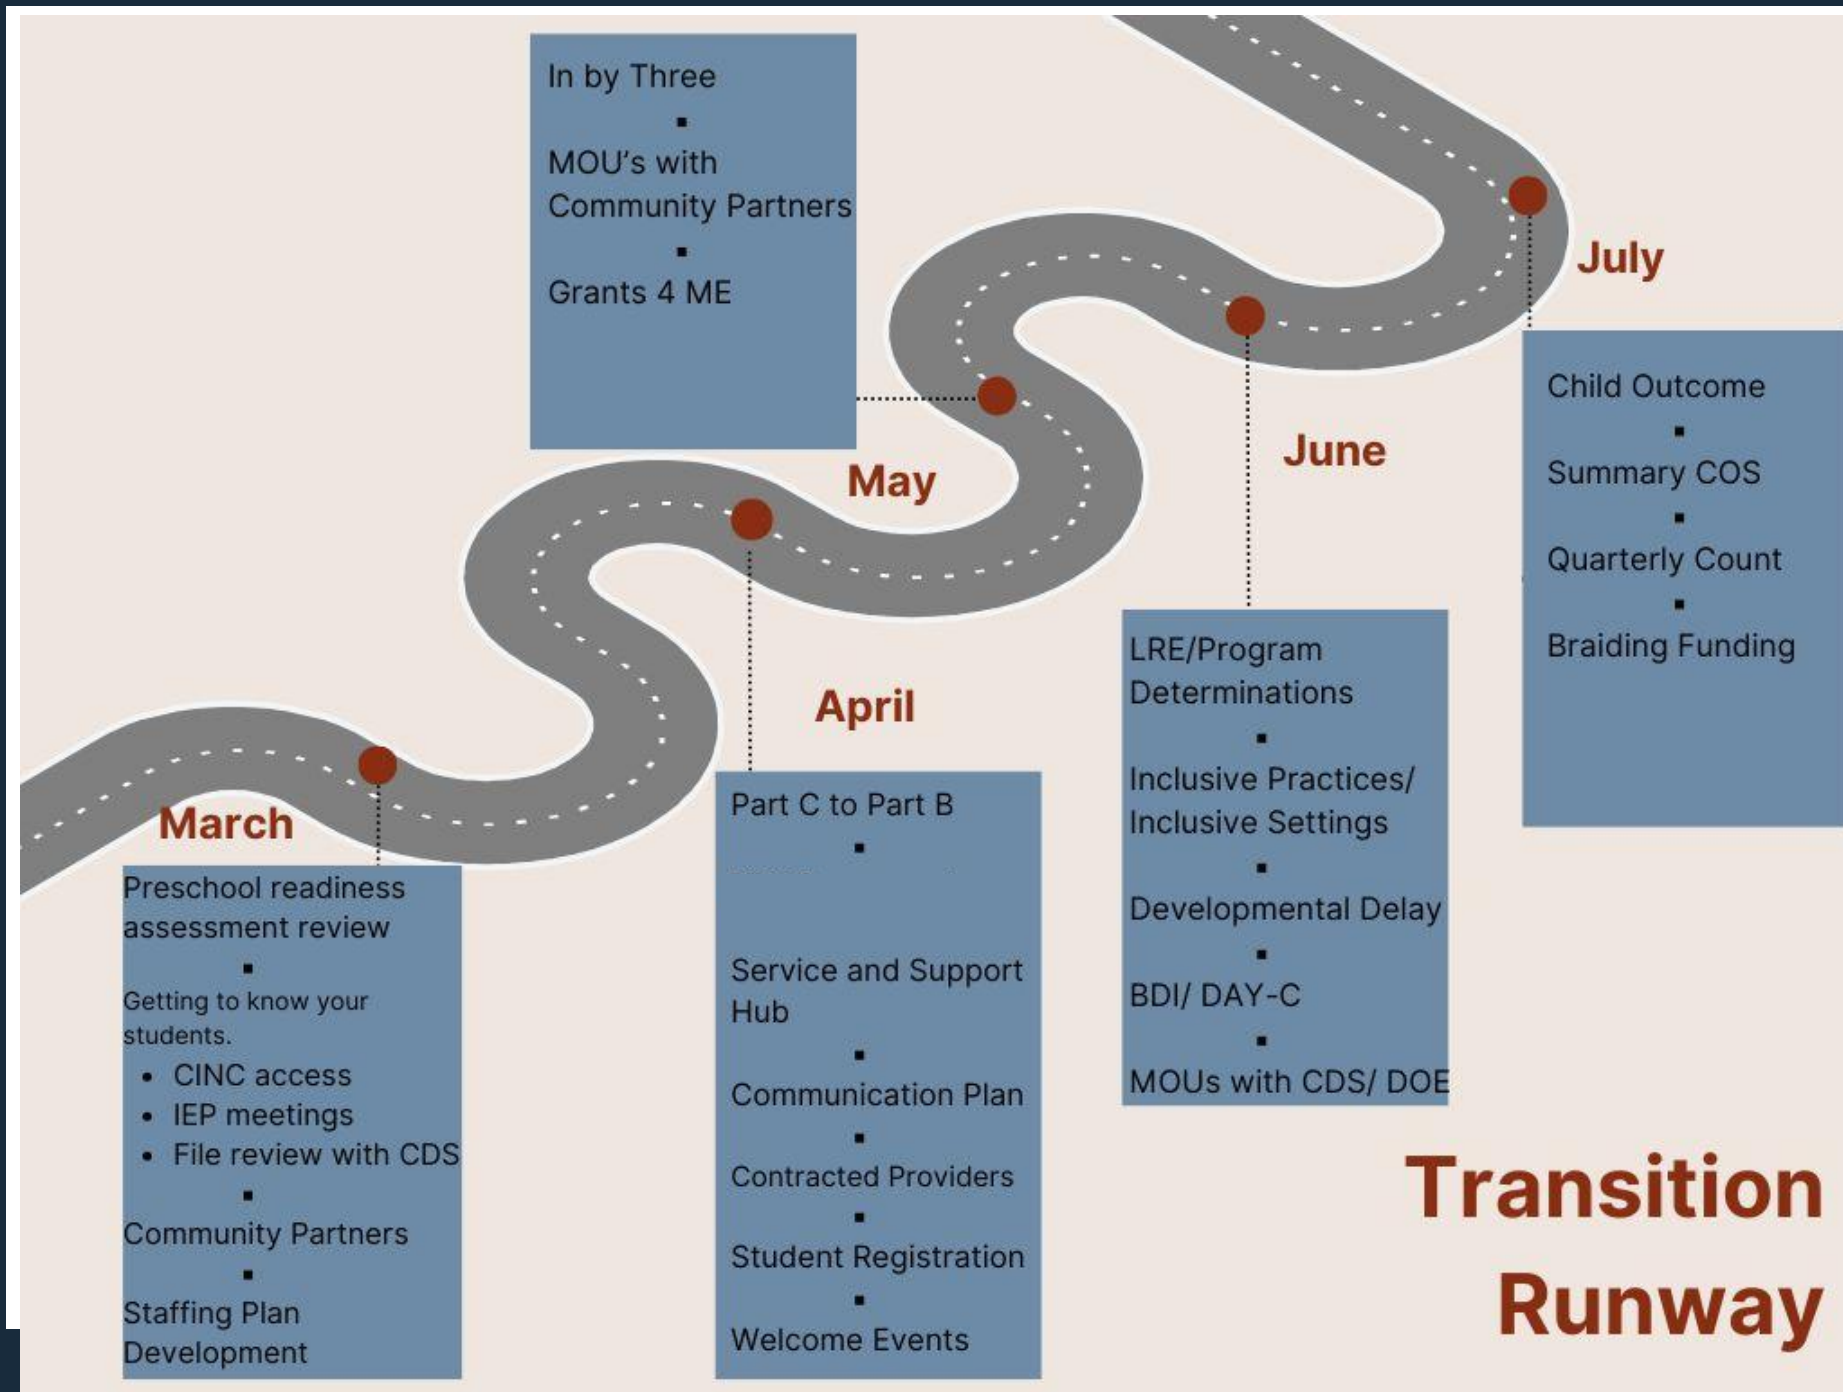 In by Three
▪
MOU's with
Community Partners
▪
Grants 4 ME
July
Child Outcome
▪
Summary COS
▪
Quarterly Count
▪
Braiding Funding
June
LRE/Program
Determinations
▪
Inclusive Practices/
Inclusive Settings
▪
Developmental Delay
▪
BDI/ DAY-C
▪
MOUs with CDS/ DOE
May
April
Part C to Part B
▪
Service and Support
Hub
▪
Communication Plan
▪
Contracted Providers
▪
Student Registration
▪
Welcome Events
March
Preschool readiness
assessment review
▪
Getting to know your
students.
• CINC access
• IEP meetings
• File review with CDS
▪
Community Partners
▪
Staffing Plan
Development
Transition
Runway